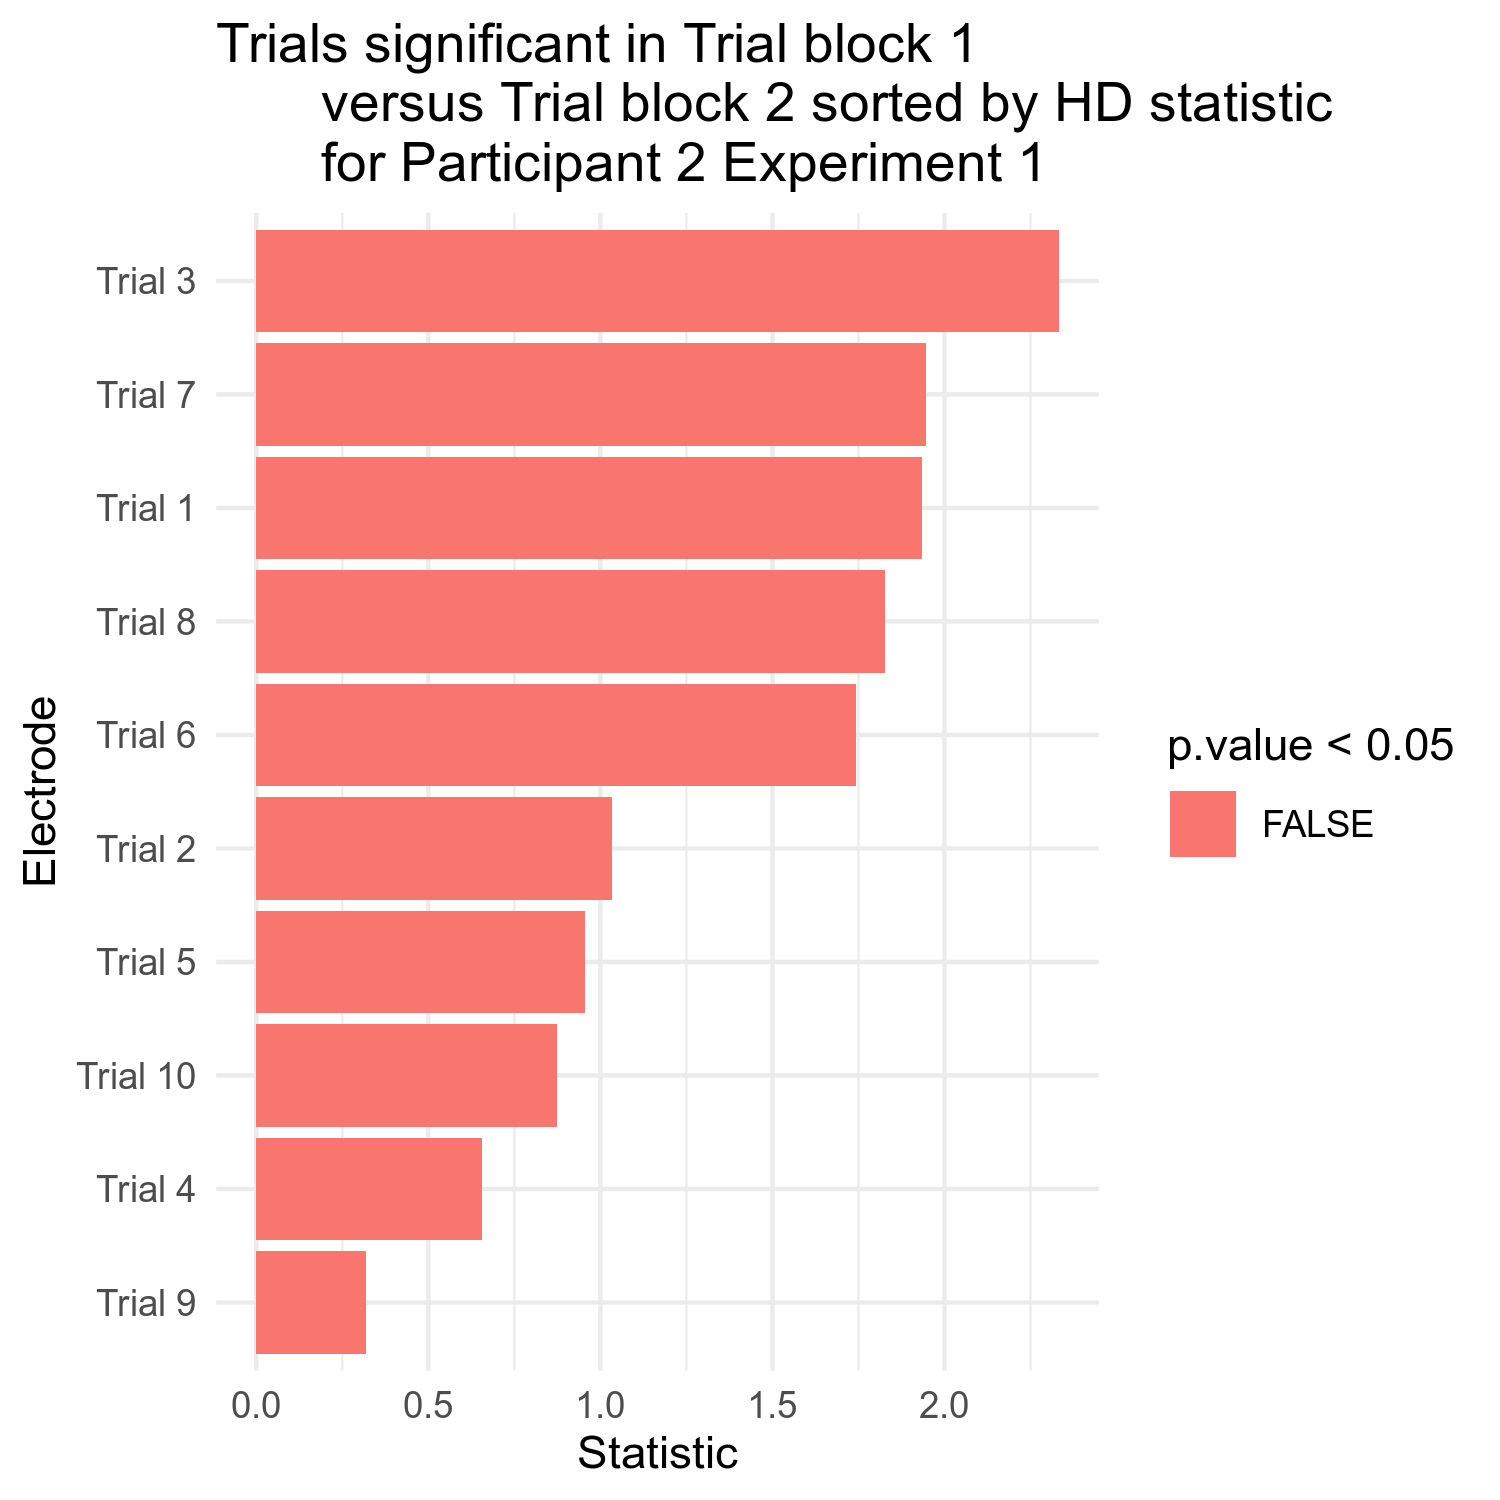 Trials significant in Trial block 1
versus Trial block 2 sorted by HD statistic
for Participant 2 Experiment 1
Electrode
Trial 3
Trial 7
Trial 1
Trial 8
Trial 6
Trial 2
Trial 5
Trial 10
Trial 4
Trial 9
0.0 0.5 1.0 1.5 2.0
Statistic
p.value < 0.05
FALSE